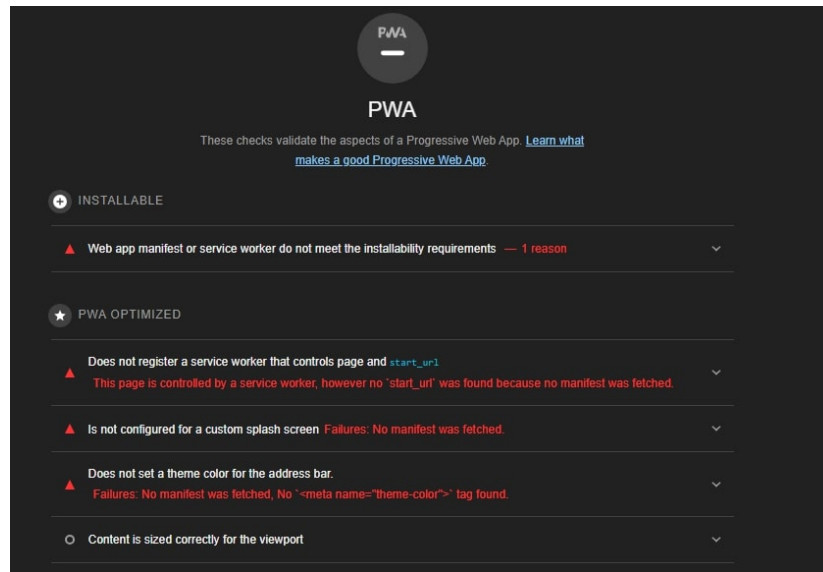 PWA
PWA
These checks validate the aspects of a Progressive Web App. Learn what
makes a good Progressive Web App.
INSTALLABLE
Web app manifest or service worker do not meet the installability requirements — 1 reason
PWA OPTIMIZED
Does not register a service worker that controls page and start_url
This page is controlled by a service worker, however no `start_url` was found because no manifest was fetched.
Is not configured for a custom splash screen Failures: No manifest was fetched.
Does not set a theme color for the address bar.
Failures: No manifest was fetched, No `<meta name="theme-color">` tag found.
Content is sized correctly for the viewport